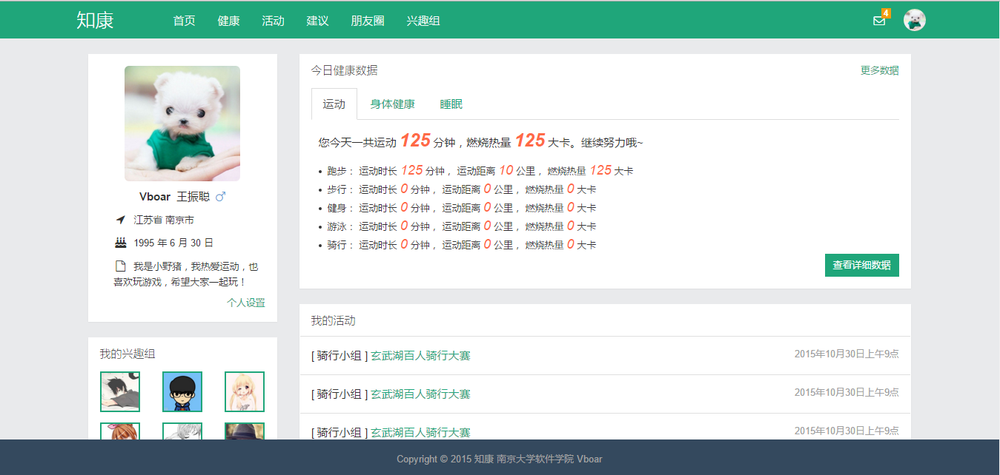 知康 首页 健康 活动 建议 朋友圈 兴趣组 4
Vboar 王振聪
江苏省 南京市
1995 年 6 月 30 日
我是小野猪，我热爱运动，也
喜欢玩游戏，希望大家一起玩！
个人设置
我的兴趣组
今日健康数据 更多数据
运动 身体健康 睡眠
您今天一共运动 125 分钟，燃烧热量 125 大卡。继续努力哦~
• 跑步： 运动时长 125 分钟， 运动距离 10 公里， 燃烧热量 125 大卡
• 步行： 运动时长 0 分钟， 运动距离 0 公里， 燃烧热量 0 大卡
• 健身： 运动时长 0 分钟， 运动距离 0 公里， 燃烧热量 0 大卡
• 游泳： 运动时长 0 分钟， 运动距离 0 公里， 燃烧热量 0 大卡
• 骑行： 运动时长 0 分钟， 运动距离 0 公里， 燃烧热量 0 大卡
查看详细数据
我的活动
[ 骑行小组 ] 玄武湖百人骑行大赛 2015年10月30日上午9点
[ 骑行小组 ] 玄武湖百人骑行大赛 2015年10月30日上午9点
[ 骑行小组 ] 玄武湖百人骑行大赛 2015年10月30日上午9点
Copyright © 2015 知康 南京大学软件学院 Vboar